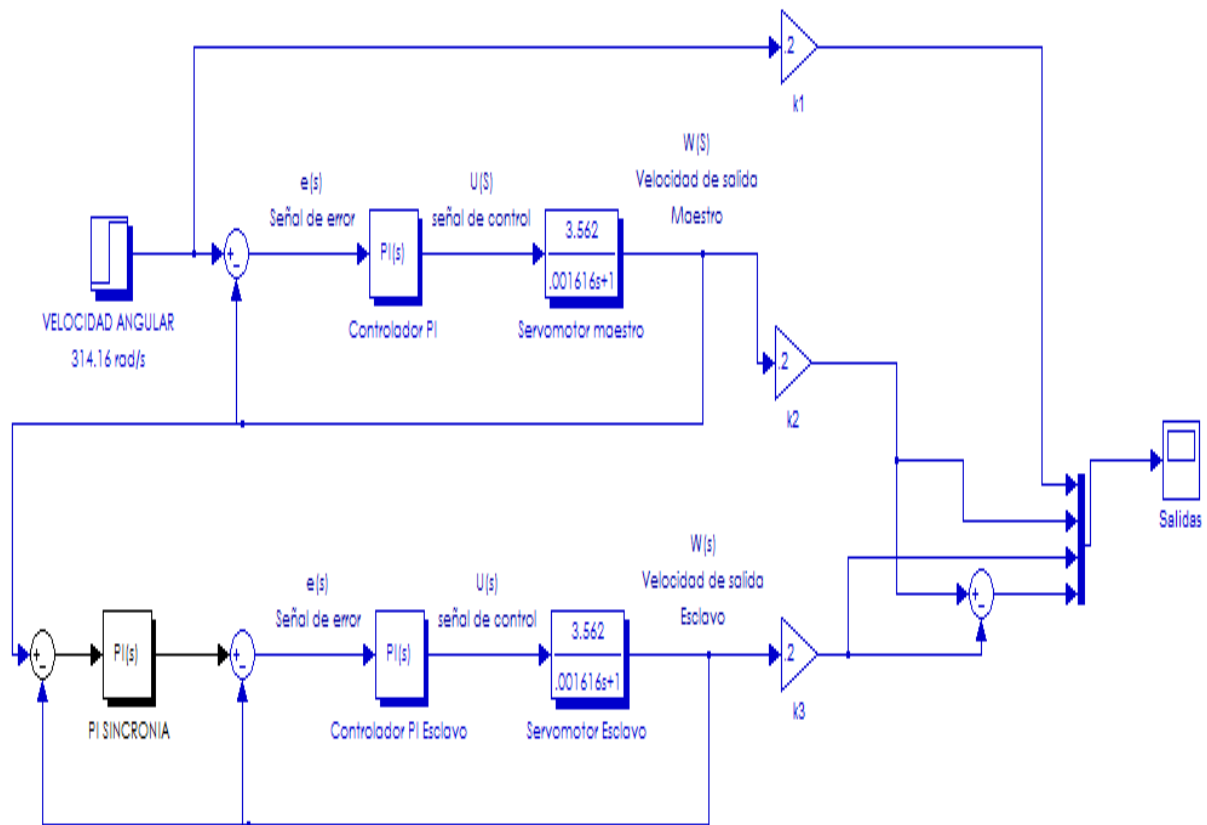 .2
k1
W(S)
Velocidad de salida
Maestro
e(s)
Señal de error
U(S)
señal de control
+
-
PI(s)
3.562
.001616s+1
VELOCIDAD ANGULAR
314.16 rad/s
Controlador PI
Servomotor maestro
.2
k2
Salidas
W(s)
Velocidad de salida
Esclavo
e(s)
Señal de error
U(s)
señal de control
+
-
+
-
PI(s)
+
-
PI(s)
3.562
.001616s+1
.2
k3
PI SINCRONIA
Controlador PI Esclavo
Servomotor Esclavo